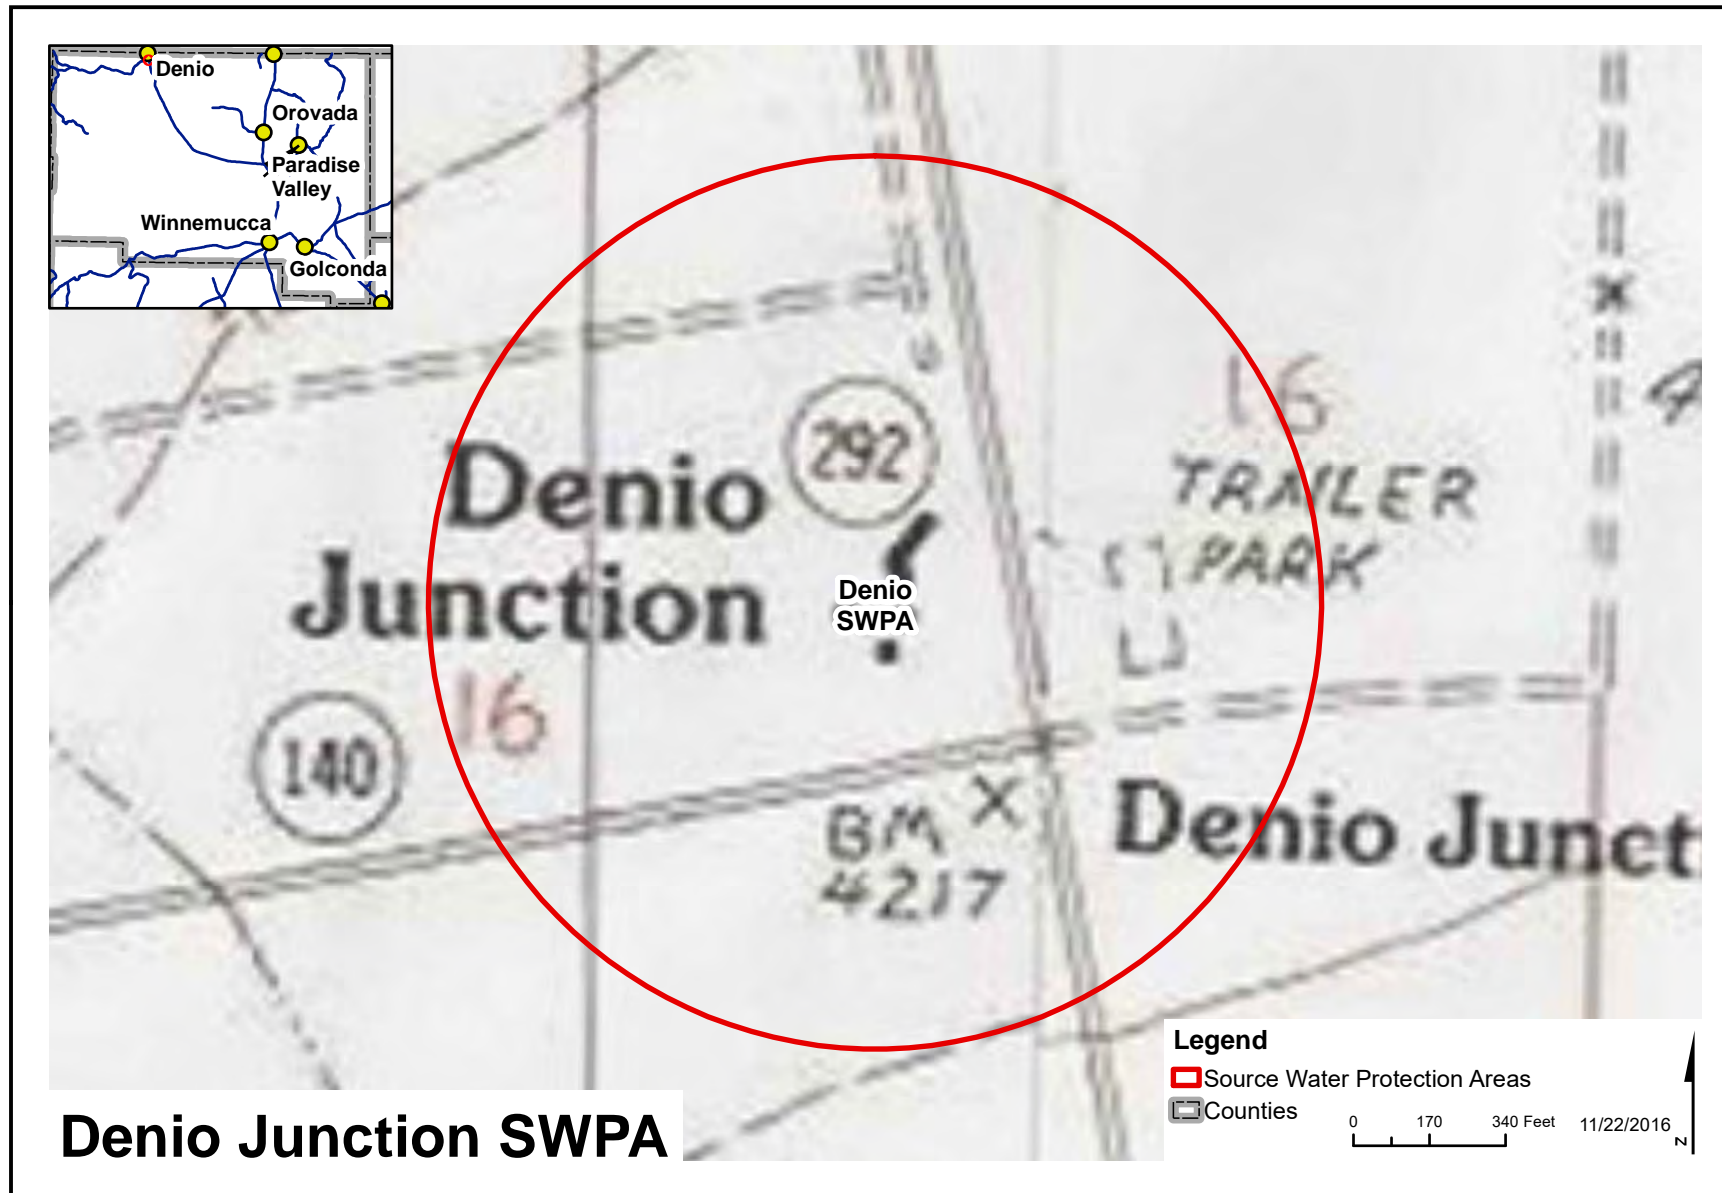 Denio
Orovada
Paradise
Valley
Winnemucca
Golconda
16
TRAILER
PARK
292
Denio
Junction
Denio
SWPA
16
140
BM
4217
Denio Juncti
Legend
Source Water Protection Areas
Counties
0 170 340 Feet
11/22/2016
N
Denio Junction SWPA